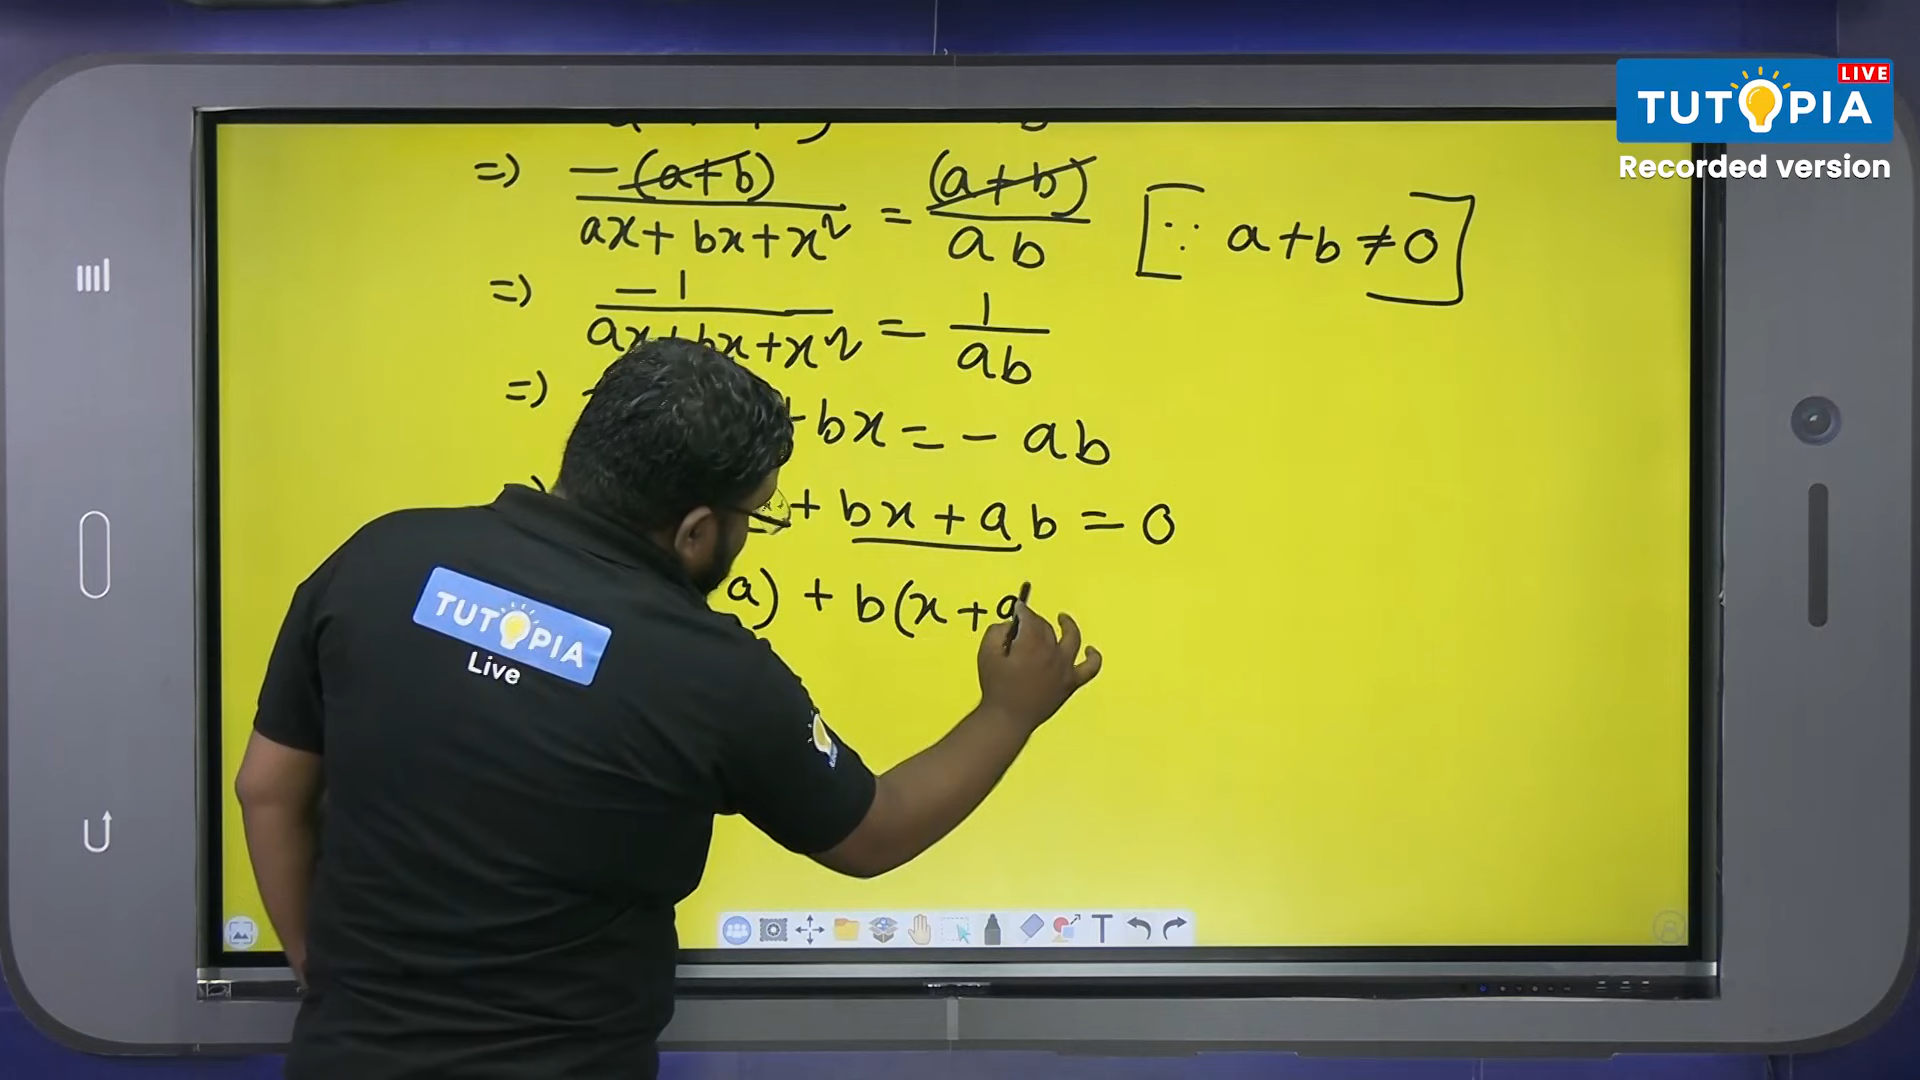 LIVE
TUTOPIA
Recorded version
=) -(a+b) / ax + bx + x² = (a+b) / ab [∵ a+b ≠ 0]
=) -1 / ax + bx + x² = 1 / ab
=) + bx = - ab
+ bx + ab = 0
a) + b(x+a
TUTOPIA
Live